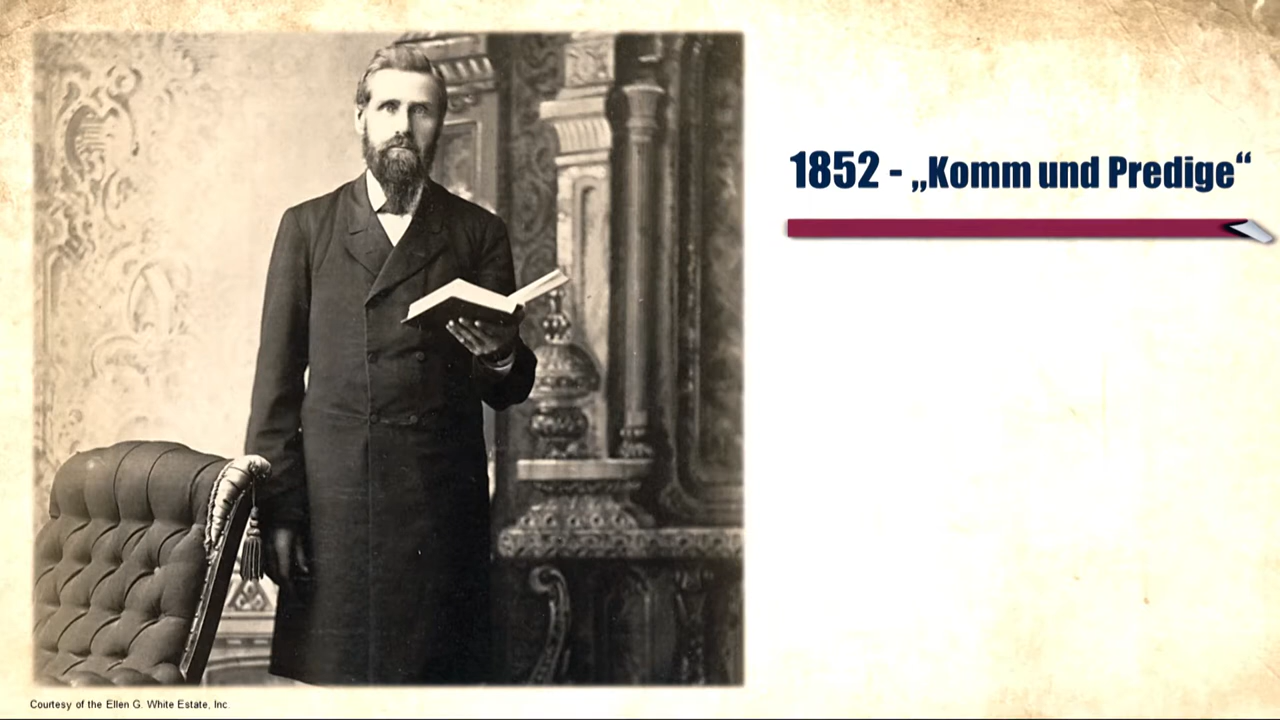 1852 - „Komm und Predige“
Courtesy of the Ellen G. White Estate, Inc.